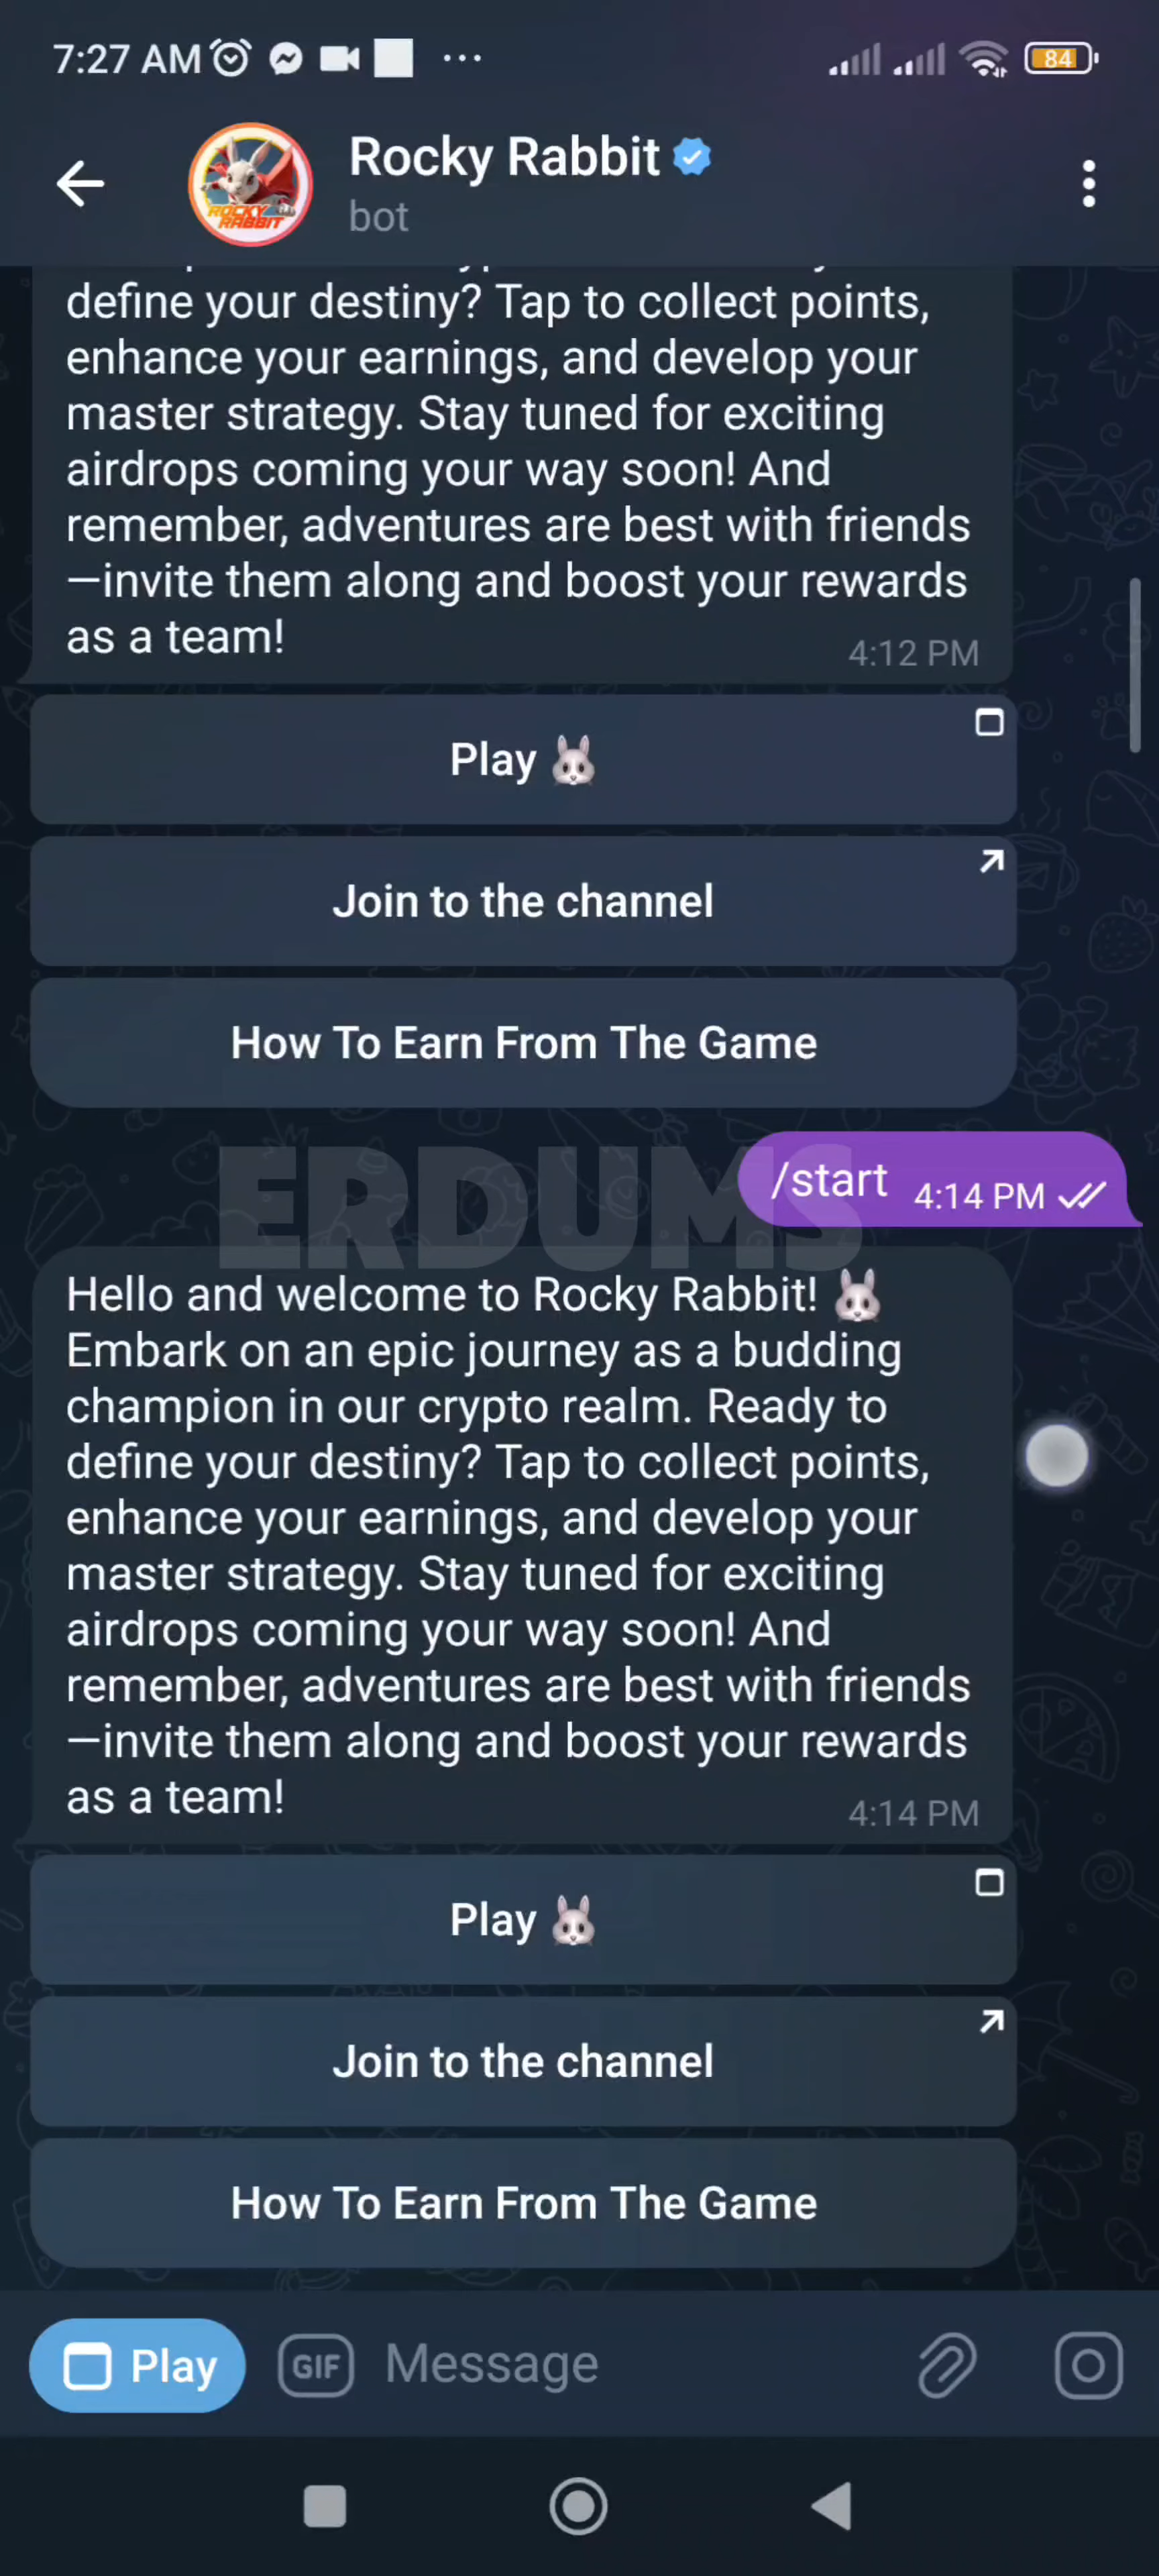 7:27 AM
84
Rocky Rabbit
bot
ROCKY
RABBIT
define your destiny? Tap to collect points,
enhance your earnings, and develop your
master strategy. Stay tuned for exciting
airdrops coming your way soon! And
remember, adventures are best with friends
—invite them along and boost your rewards
as a team!
4:12 PM
Play 🐰
Join to the channel
How To Earn From The Game
ERDUMS
/start 4:14 PM
Hello and welcome to Rocky Rabbit! 🐰
Embark on an epic journey as a budding
champion in our crypto realm. Ready to
define your destiny? Tap to collect points,
enhance your earnings, and develop your
master strategy. Stay tuned for exciting
airdrops coming your way soon! And
remember, adventures are best with friends
—invite them along and boost your rewards
as a team!
4:14 PM
Play 🐰
Join to the channel
How To Earn From The Game
Play GIF Message